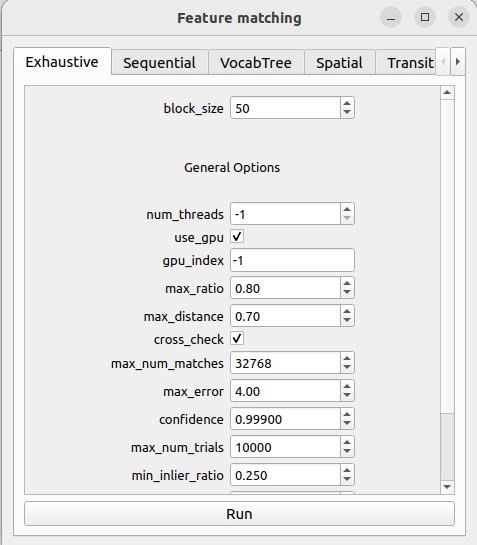 Feature matching
Exhaustive Sequential VocabTree Spatial Transit
block_size 50
General Options
num_threads -1
use_gpu
gpu_index -1
max_ratio 0.80
max_distance 0.70
cross_check
max_num_matches 32768
max_error 4.00
confidence 0.99900
max_num_trials 10000
min_inlier_ratio 0.250
Run